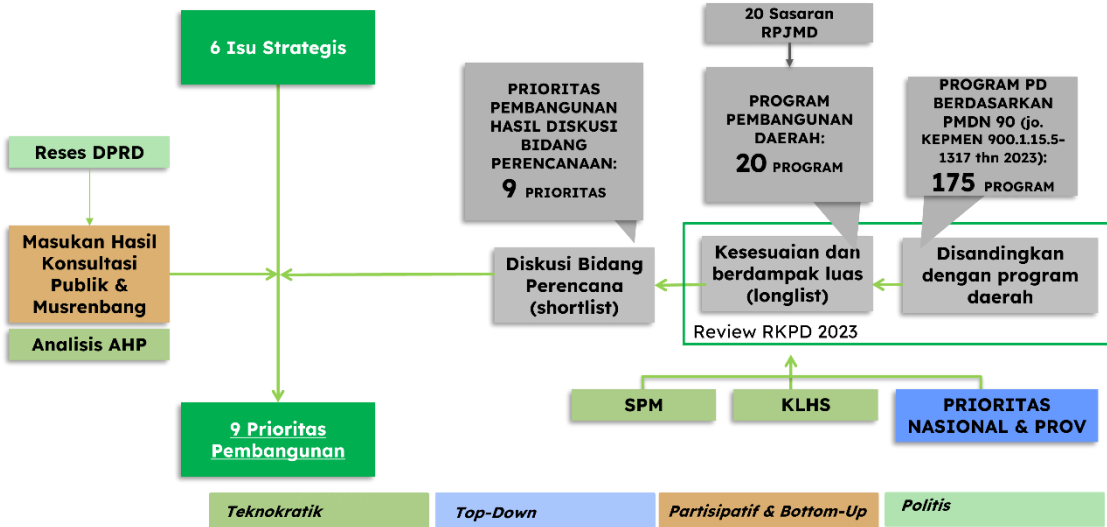 6 Isu Strategis
20 Sasaran
RPJMD
PRIORITAS
PEMBANGUNAN
HASIL DISKUSI
BIDANG
PERENCANAAN:
9 PRIORITAS
PROGRAM
PEMBANGUNAN
DAERAH:
20 PROGRAM
PROGRAM PD
BERDASARKAN
PMDN 90 (jo.
KEPMEN 900.1.15.5-
1317 thn 2023):
175 PROGRAM
Reses DPRD
Masukan Hasil
Konsultasi
Publik &
Musrenbang
Analisis AHP
Diskusi Bidang
Perencana
(shortlist)
Kesesuaian dan
berdampak luas
(longlist)
Disandingkan
dengan program
daerah
Review RKPD 2023
SPM
KLHS
PRIORITAS
NASIONAL & PROV
9 Prioritas
Pembangunan
Teknokratik
Top-Down
Partisipatif & Bottom-Up
Politis